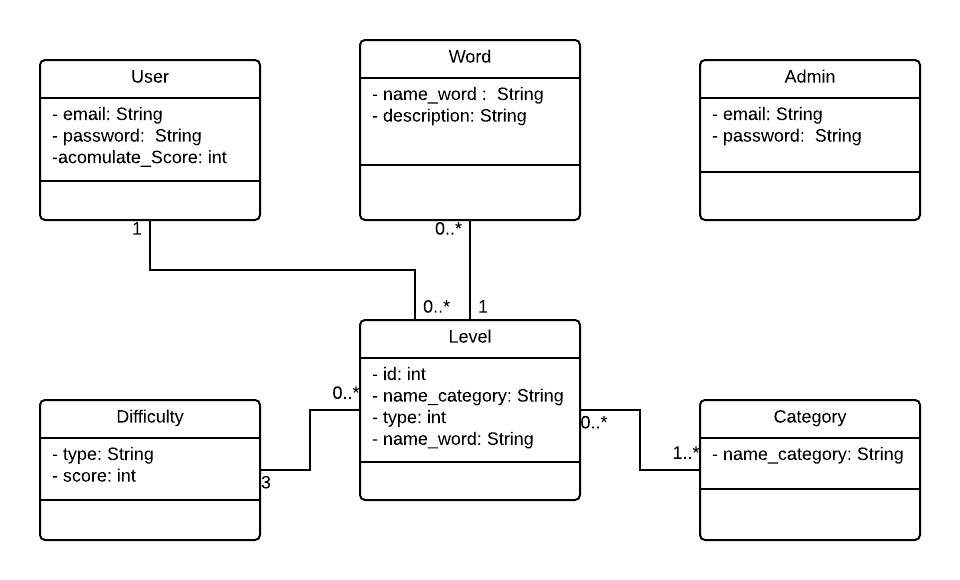 User
- email: String
- password:  String
-acomulate_Score: int
Word
- name_word :  String
- description: String
Admin
- email: String
- password:  String
1
0..*
0..*
1
Level
- id: int
- name_category: String
- type: int
- name_word: String
0..*
3
0..*
1..*
Difficulty
- type: String
- score: int
Category
- name_category: String